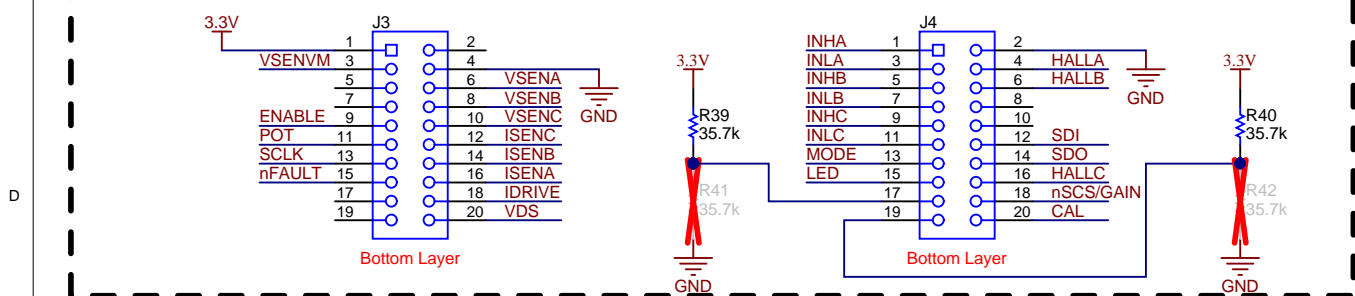 3.3V
J3
1 2
VSENVM 3 4
5 6 VSENA
7 8 VSENB
ENABLE 9 10 VSENC
POT 11 12 ISENC
SCLK 13 14 ISENB
nFAULT 15 16 ISENA
17 18 IDRIVE
19 20 VDS
GND
Bottom Layer
3.3V
R39
35.7k
R41
35.7k
GND
J4
INHA 1 2
INLA 3 4 HALLA
INHB 5 6 HALLB
INLB 7 8
INHC 9 10
INLC 11 12 SDI
MODE 13 14 SDO
LED 15 16 HALLC
17 18 nSCS/GAIN
19 20 CAL
GND
Bottom Layer
3.3V
R40
35.7k
R42
35.7k
GND
D